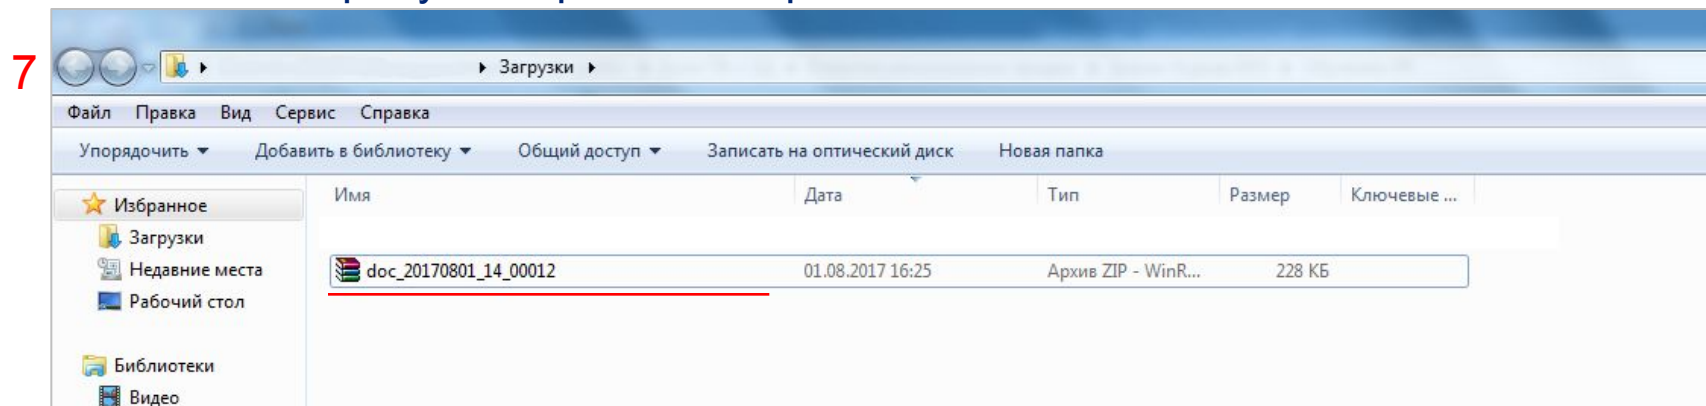 7
Загрузки
Файл Правка Вид Сервис Справка
Упорядочить Добавить в библиотеку Общий доступ Записать на оптический диск Новая папка
Имя Дата Тип Размер Ключевые ...
Избранное
Загрузки
Недавние места
Рабочий стол
Библиотеки
Видео
doc_20170801_14_00012 01.08.2017 16:25 Архив ZIP - WinR... 228 КБ